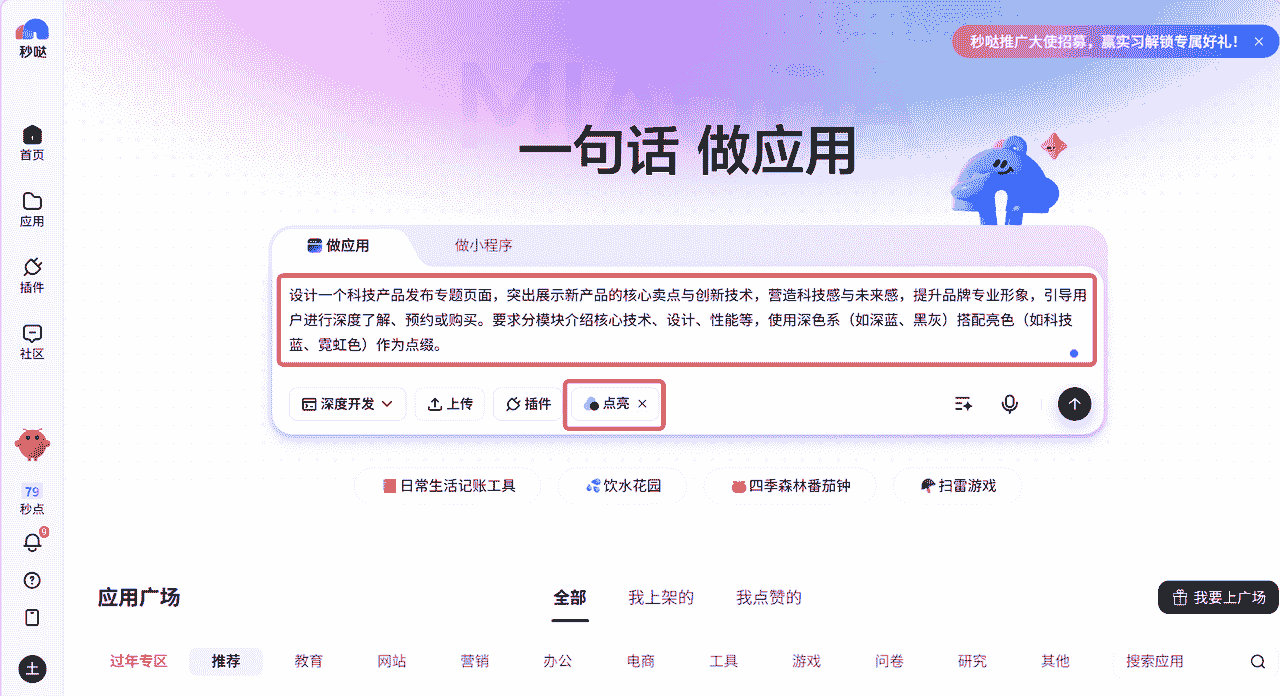 秒哒
秒哒推广大使招募，赢实习解锁专属好礼！
首页
应用
插件
社区
79
秒点
9
土
一句话 做应用
做应用
做小程序
设计一个科技产品发布专题页面，突出展示新产品的核心卖点与创新技术，营造科技感与未来感，提升品牌专业形象，引导用
户进行深度了解、预约或购买。要求分模块介绍核心技术、设计、性能等，使用深色系（如深蓝、黑灰）搭配亮色（如科技
蓝、霓虹色）作为点缀。
深度开发 上传 插件 点亮
日常生活记账工具 饮水花园 四季森林番茄钟 扫雷游戏
应用广场
全部 我上架的 我点赞的
我要上广场
过年专区 推荐 教育 网站 营销 办公 电商 工具 游戏 问卷 研究 其他 搜索应用